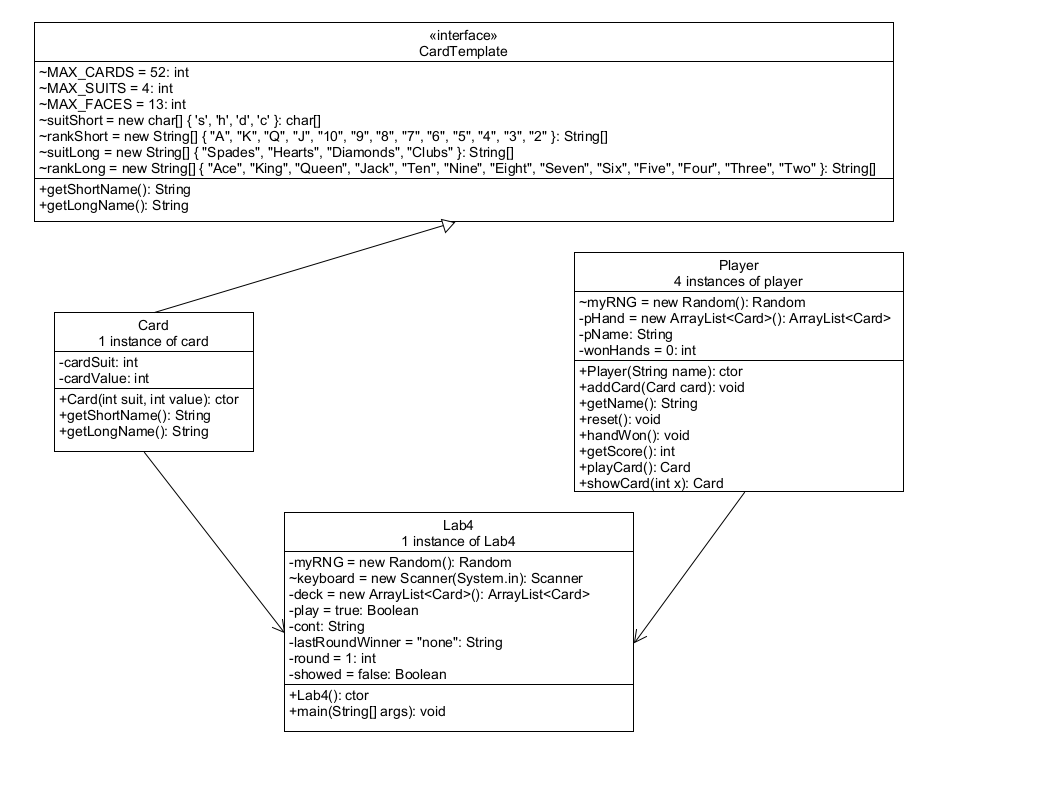 «interface»
CardTemplate
~MAX_CARDS = 52: int
~MAX_SUITS = 4: int
~MAX_FACES = 13: int
~suitShort = new char[] { 's', 'h', 'd', 'c' }: char[]
~rankShort = new String[] { "A", "K", "Q", "J", "10", "9", "8", "7", "6", "5", "4", "3", "2" }: String[]
~suitLong = new String[] { "Spades", "Hearts", "Diamonds", "Clubs" }: String[]
~rankLong = new String[] { "Ace", "King", "Queen", "Jack", "Ten", "Nine", "Eight", "Seven", "Six", "Five", "Four", "Three", "Two" }: String[]
+getShortName(): String
+getLongName(): String
Player
4 instances of player
~myRNG = new Random(): Random
-pHand = new ArrayList<Card>(): ArrayList<Card>
-pName: String
-wonHands = 0: int
+Player(String name): ctor
+addCard(Card card): void
+getName(): String
+reset(): void
+handWon(): void
+getScore(): int
+playCard(): Card
+showCard(int x): Card
Card
1 instance of card
-cardSuit: int
-cardValue: int
+Card(int suit, int value): ctor
+getShortName(): String
+getLongName(): String
Lab4
1 instance of Lab4
-myRNG = new Random(): Random
~keyboard = new Scanner(System.in): Scanner
-deck = new ArrayList<Card>(): ArrayList<Card>
-play = true: Boolean
-cont: String
-lastRoundWinner = "none": String
-round = 1: int
-showed = false: Boolean
+Lab4(): ctor
+main(String[] args): void